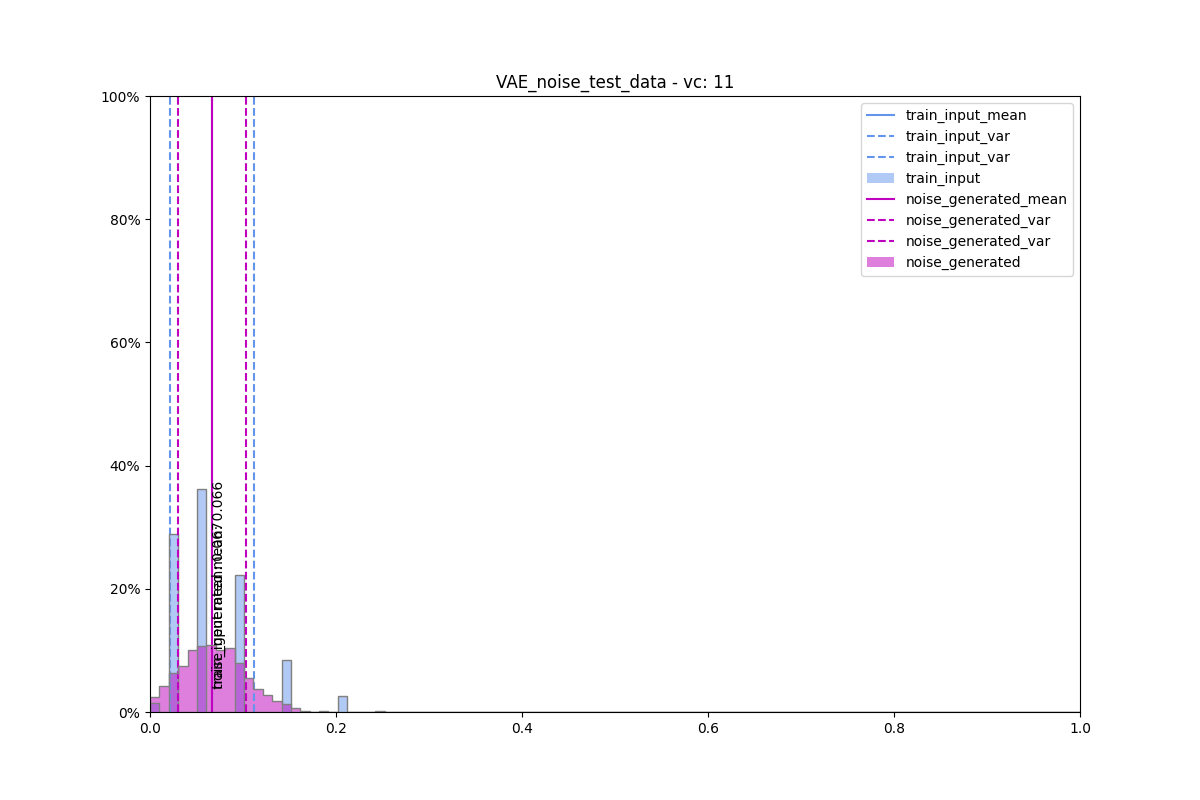 VAE_noise_test_data - vc: 11
100%
80%
60%
40%
20%
0%
0.0
0.2
0.4
0.6
0.8
1.0
train_input_mean
train_input_var
train_input_var
train_input
noise_generated_mean
noise_generated_var
noise_generated_var
noise_generated